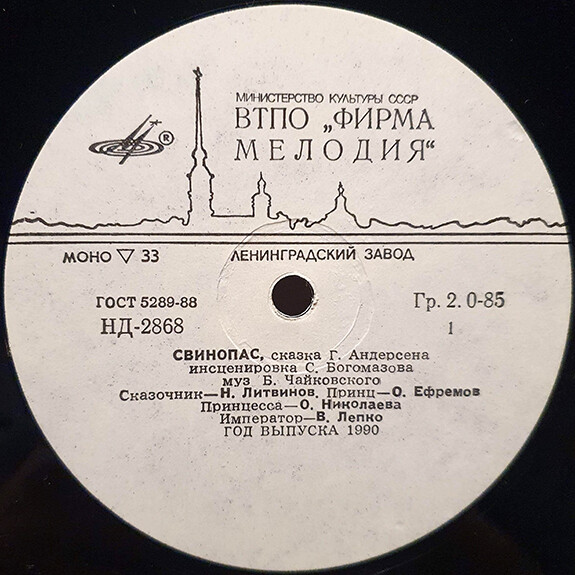 МИНИСТЕРСТВО КУЛЬТУРЫ СССР
ВТПО „ФИРМА
МЕЛОДИЯ“
®
МОНО ▽ 33 ЛЕНИНГРАДСКИЙ ЗАВОД
ГОСТ 5289-88 Гр. 2. 0-85
НД-2868 1
СВИНОПАС, сказка Г. Андерсена
инсценировка С. Богомазова
муз Б. Чайковского
Сказочник—Н. Литвинов, Принц—О. Ефремов
Принцесса—О. Николаева
Император—В. Лепко
ГОД ВЫПУСКА 1990